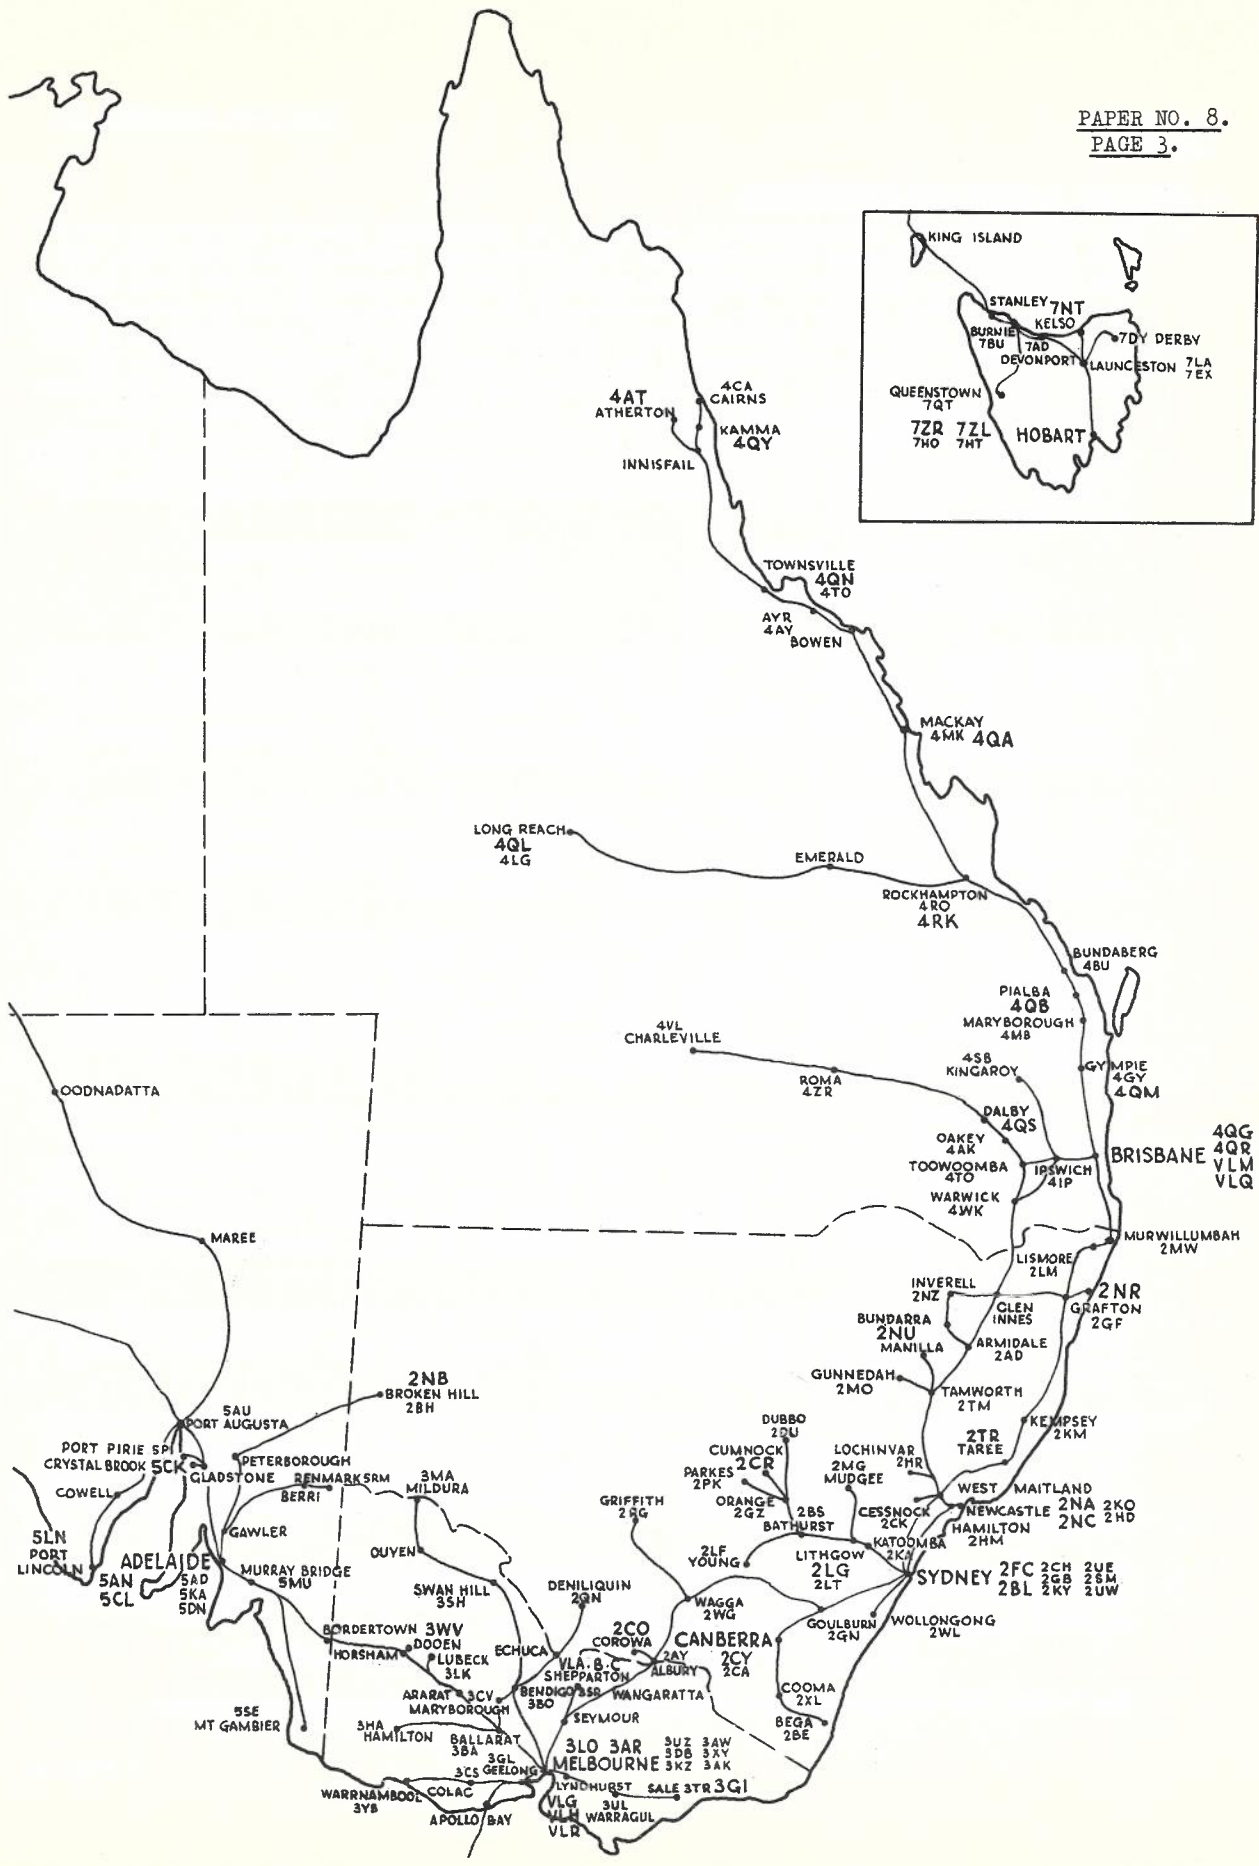 PAPER NO. 8.
PAGE 3.
KING ISLAND
STANLEY 7NT
KELSO
BURNIE
7BU
7AD
DEVONPORT
7DY DERBY
LAUNCESTON 7LA
7EX
QUEENSTOWN
7QT
7ZR 7ZL
7HO 7HT
HOBART
4AT
ATHERTON
4CA
CAIRNS
KAMMA
4QY
INNISFAIL
TOWNSVILLE
4QN
4TO
AYR
4AY
BOWEN
MACKAY
4MK 4QA
LONG REACH
4QL
4LG
EMERALD
ROCKHAMPTON
4RO
4RK
BUNDABERG
4BU
PIALBA
4QB
MARYBOROUGH
4MB
4VL
CHARLEVILLE
ROMA
4ZR
4SB
KINGAROY
GYMPIE
4GY
4QM
DALBY
4QS
OAKEY
4AK
TOOWOOMBA
4TO
IPSWICH
4IP
WARWICK
4WK
BRISBANE
4QG
4QR
VLM
VLQ
OODNADATTA
MAREE
MURWILLUMBAH
2MW
LISMORE
2LM
INVERELL
2NZ
GLEN
INNES
2NR
GRAFTON
2GF
BUNDARRA
2NU
MANILLA
ARMIDALE
2AD
GUNNEDAH
2MO
TAMWORTH
2TM
KEMPSEY
2KM
2TR
TAREE
2NB
BROKEN HILL
2BH
5AU
PORT AUGUSTA
PORT PIRIE 5PI
CRYSTAL BROOK 5CK
GLADSTONE
PETERBOROUGH
RENMARK 5RM
BERRI
COWELL
GAWLER
5LN
PORT
LINCOLN
ADELAIDE
5AN
5CL
5AD
5KA
5DN
MURRAY BRIDGE
5MU
3MA
MILDURA
OUYEN
SWAN HILL
3SH
GRIFFITH
2RG
DUBBO
2DU
CUMNOCK
2CR
PARKES
2PK
ORANGE
2GZ
2BS
BATHURST
LOCHINVAR
2HR
2MG
MUDGEE
CESSNOCK
2CK
WEST MAITLAND
NEWCASTLE
2NA 2KO
2NC 2HD
HAMILTON
2HM
KATOOMBA
2KA
LITHGOW
2LG
2LT
2LF
YOUNG
SYDNEY
2FC 2CH 2UE
2GB 2SM
2BL 2KY 2UW
WOLLONGONG
2WL
GOULBURN
2GN
WAGGA
2WG
DENILIQUIN
2QN
2CO
COROWA
CANBERRA
2CY
2CA
2AY
ALBURY
COOMA
2XL
BEGA
2BE
BORDERTOWN
HORSHAM
3WV
DOOEN
LUBECK
3LK
ECHUCA
VLA.B.C
SHEPPARTON
3SR
BENDIGO
3BO
WANGARATTA
SEYMOUR
ARARAT
3CV
MARYBOROUGH
3HA
HAMILTON
BALLARAT
3BA
5SE
MT GAMBIER
3LO 3AR
MELBOURNE
3UZ 3AW
3DB 3XY
3KZ 3AK
3GL
GEELONG
3CS
COLAC
WARRNAMBOOL
3YB
APOLLO BAY
LYNDHURST
VLG
VLH
VLR
3UL
WARRAGUL
SALE 3TR 3GI